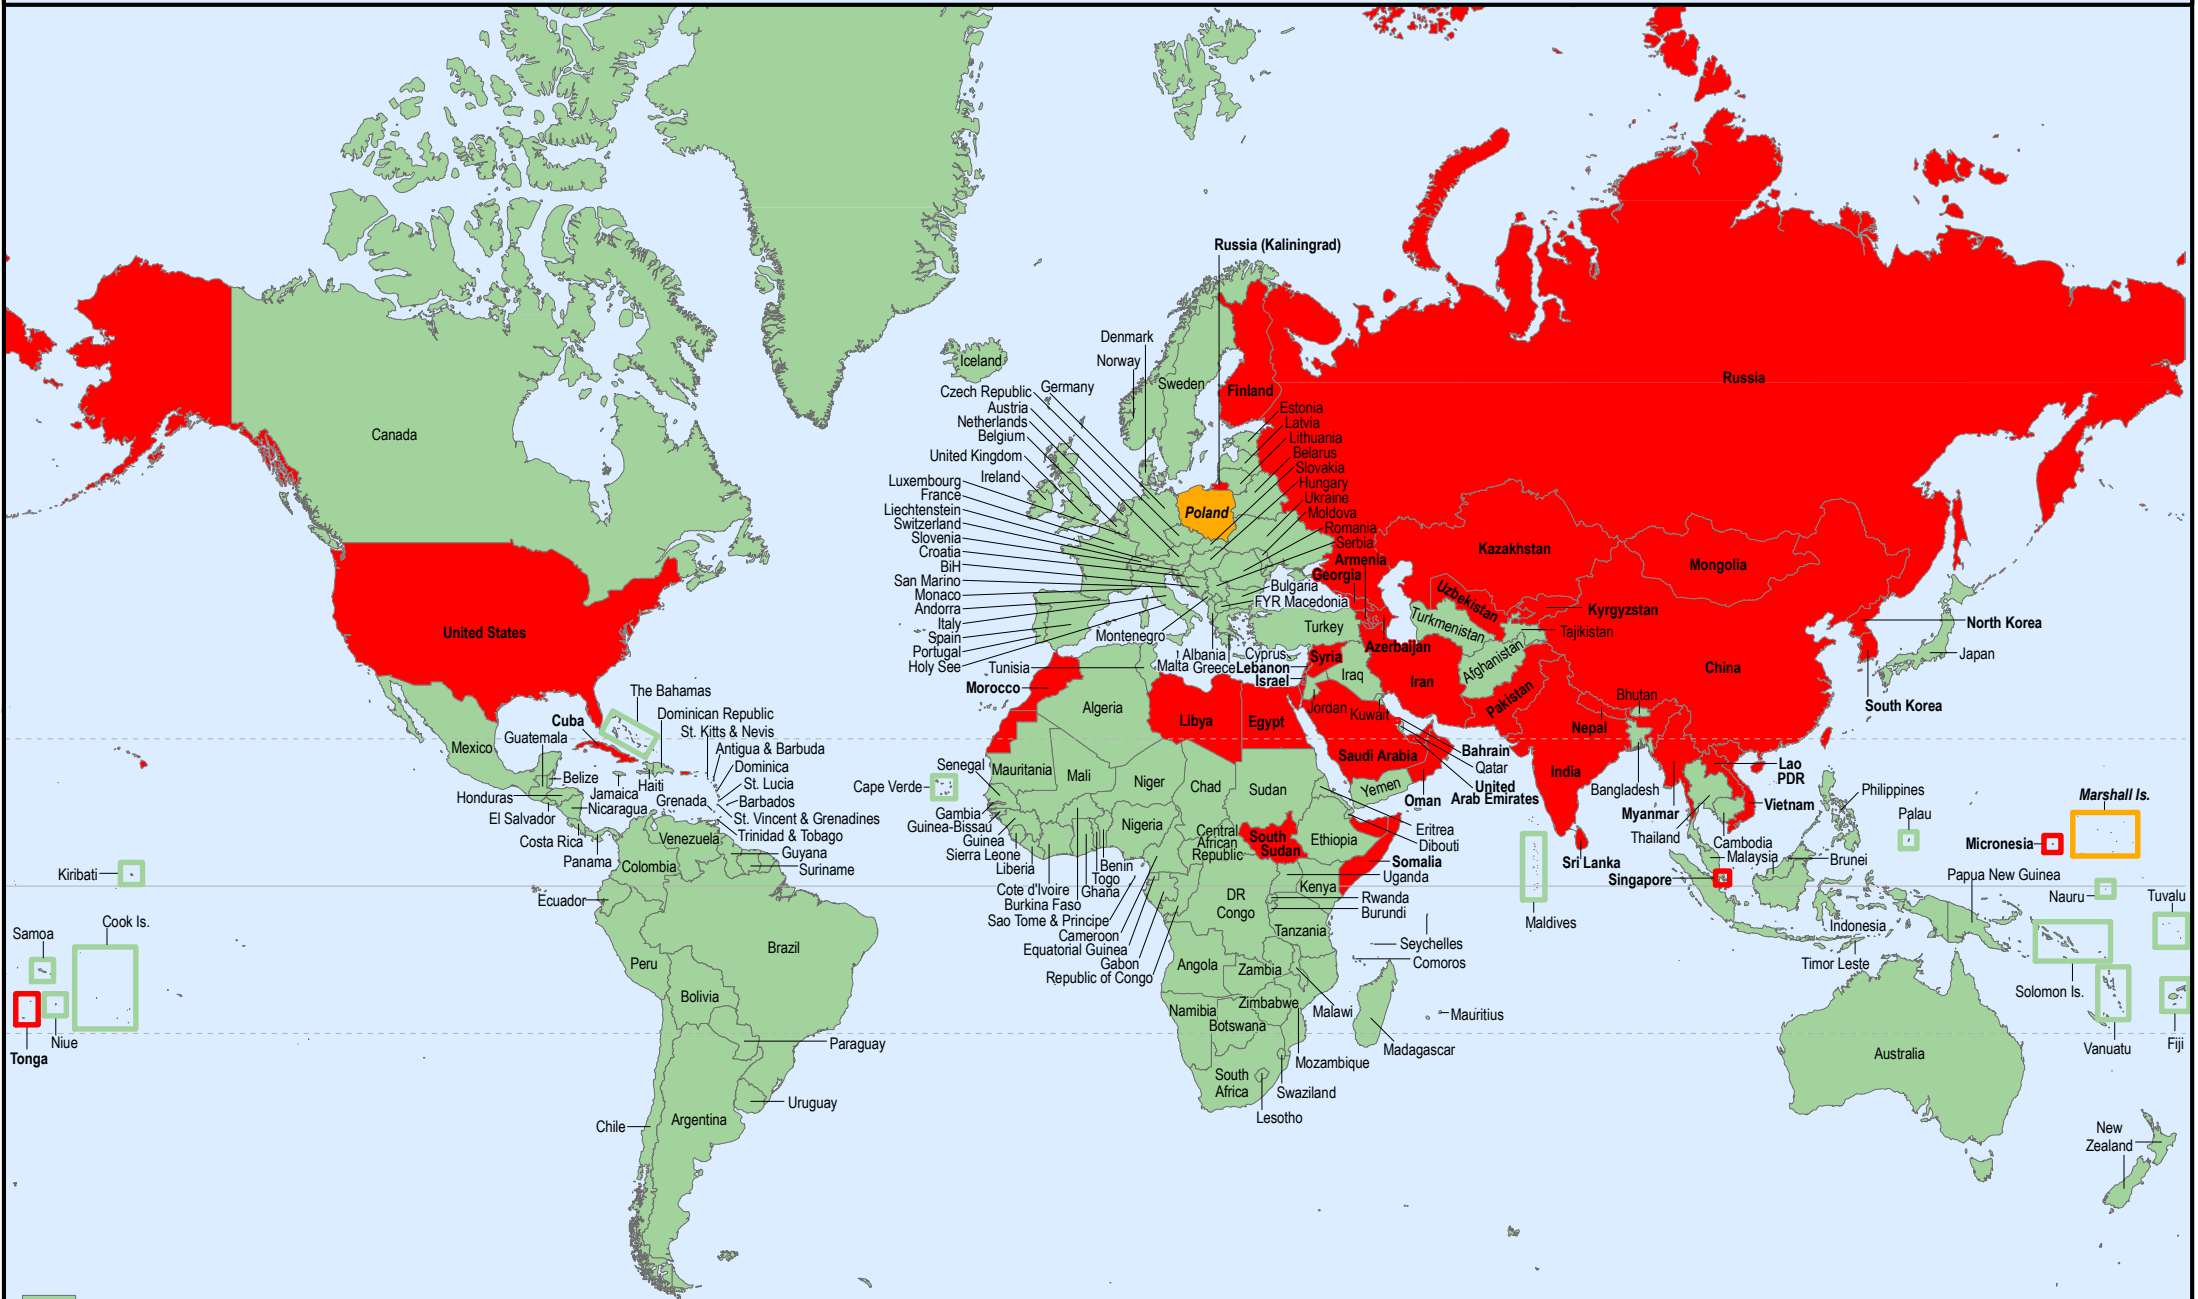 Russia (Kaliningrad)
Denmark
Norway
Iceland
Sweden
Finland
Russia
Canada
Czech Republic
Germany
Austria
Netherlands
Belgium
United Kingdom
Ireland
Luxembourg
France
Liechtenstein
Switzerland
Slovenia
Croatia
BiH
San Marino
Monaco
Andorra
Italy
Spain
Portugal
Holy See
Estonia
Latvia
Lithuania
Belarus
Slovakia
Hungary
Ukraine
Moldova
Romania
Serbia
Poland
Armenia
Georgia
Bulgaria
FYR Macedonia
Turkey
Montenegro
Albania
Malta
Greece
Cyprus
Lebanon
Israel
Syria
Iraq
Azerbaijan
Iran
Kazakhstan
Mongolia
Uzbekistan
Turkmenistan
Kyrgyzstan
Tajikistan
Afghanistan
Pakistan
China
North Korea
Japan
South Korea
United States
Tunisia
Morocco
Algeria
Libya
Egypt
Jordan
Kuwait
Saudi Arabia
Bahrain
Qatar
United
Arab Emirates
Oman
Yemen
Bhutan
Nepal
India
Bangladesh
Myanmar
Lao
PDR
Vietnam
Thailand
Cambodia
Malaysia
Brunei
Philippines
Palau
Marshall Is.
Micronesia
Sri Lanka
Singapore
Maldives
Papua New Guinea
Nauru
Tuvalu
Indonesia
Timor Leste
Solomon Is.
Vanuatu
Fiji
Australia
New
Zealand
The Bahamas
Cuba
Dominican Republic
St. Kitts & Nevis
Guatemala
Mexico
Antigua & Barbuda
Dominica
St. Lucia
Belize
Jamaica
Haiti
Honduras
Nicaragua
Grenada
Barbados
El Salvador
St. Vincent & Grenadines
Costa Rica
Venezuela
Trinidad & Tobago
Panama
Colombia
Guyana
Suriname
Ecuador
Brazil
Peru
Bolivia
Paraguay
Uruguay
Chile
Argentina
Kiribati
Cook Is.
Samoa
Tonga
Niue
Cape Verde
Senegal
Mauritania
Mali
Niger
Chad
Sudan
Gambia
Guinea-Bissau
Guinea
Sierra Leone
Liberia
Nigeria
Central
African
Republic
South
Sudan
Ethiopia
Eritrea
Djbouti
Somalia
Uganda
Kenya
Rwanda
Burundi
Benin
Togo
Ghana
Cote d'Ivoire
Burkina Faso
Sao Tome & Principe
Cameroon
Equatorial Guinea
Gabon
Republic of Congo
DR
Congo
Tanzania
Seychelles
Comoros
Angola
Zambia
Zimbabwe
Malawi
Mauritius
Namibia
Botswana
Mozambique
Madagascar
South
Africa
Swaziland
Lesotho